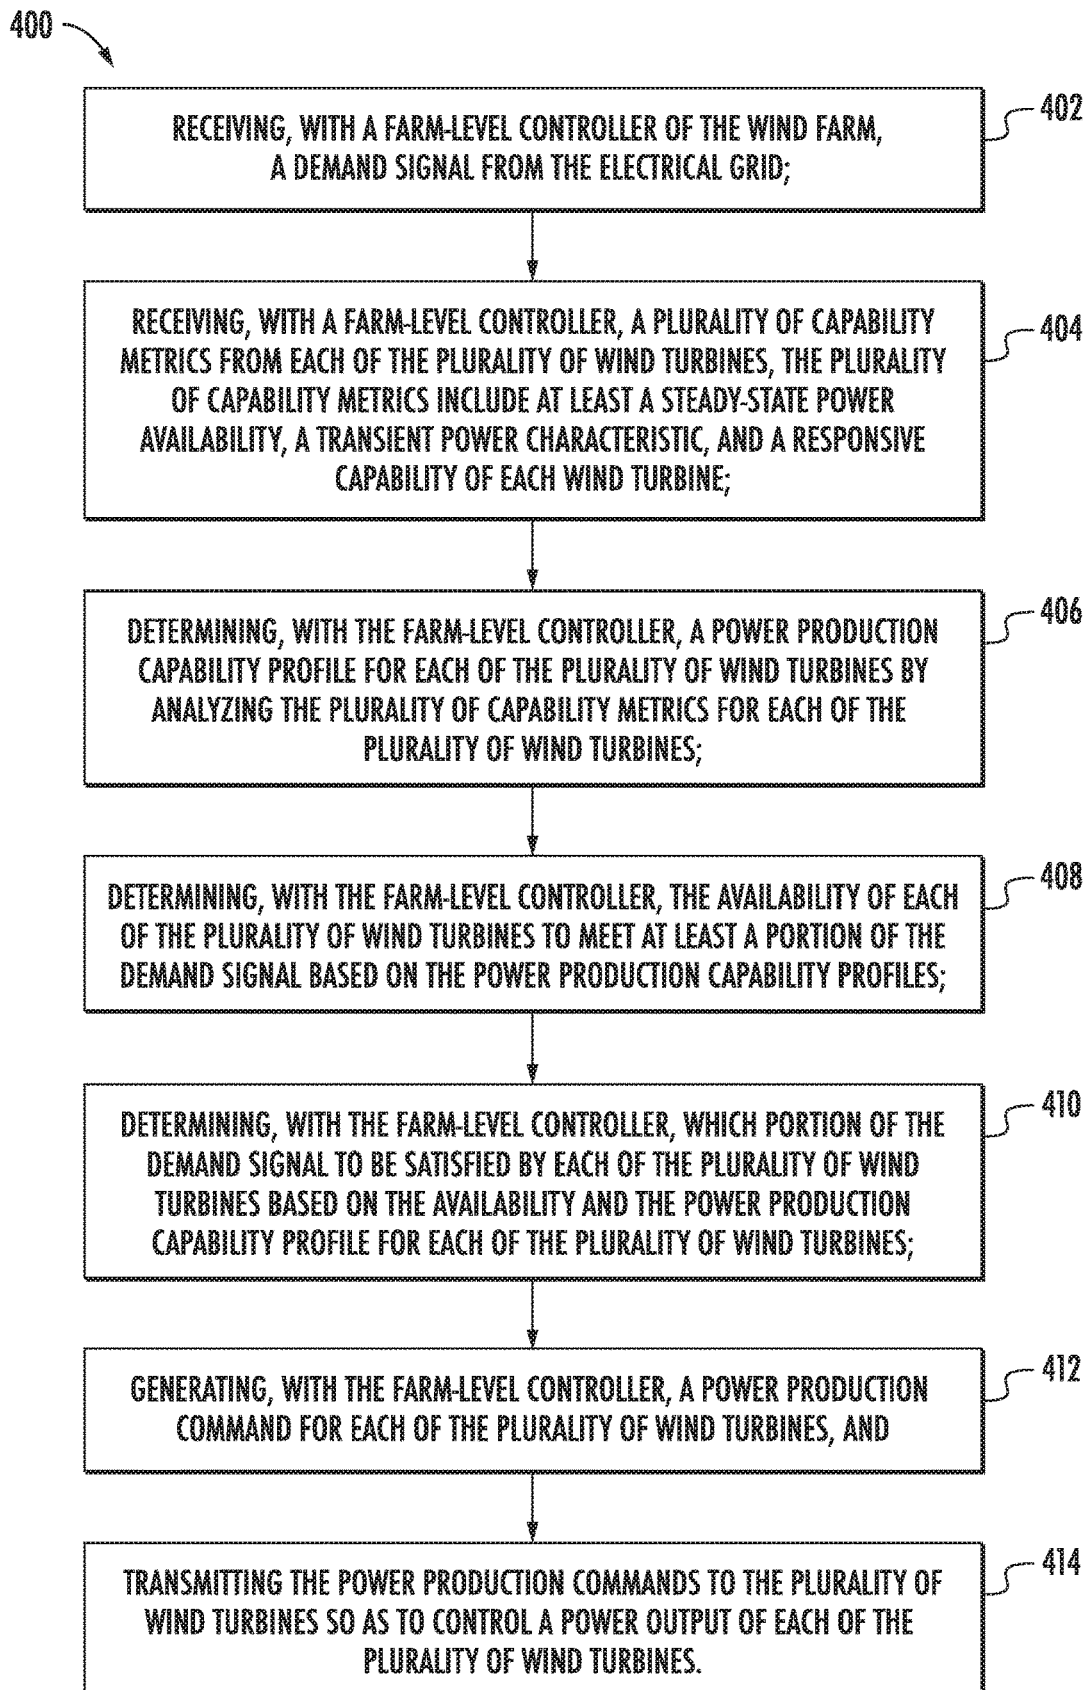 400
402
RECEIVING, WITH A FARM-LEVEL CONTROLLER OF THE WIND FARM,
A DEMAND SIGNAL FROM THE ELECTRICAL GRID;
404
RECEIVING, WITH A FARM-LEVEL CONTROLLER, A PLURALITY OF CAPABILITY
METRICS FROM EACH OF THE PLURALITY OF WIND TURBINES, THE PLURALITY
OF CAPABILITY METRICS INCLUDE AT LEAST A STEADY-STATE POWER
AVAILABILITY, A TRANSIENT POWER CHARACTERISTIC, AND A RESPONSIVE
CAPABILITY OF EACH WIND TURBINE;
406
DETERMINING, WITH THE FARM-LEVEL CONTROLLER, A POWER PRODUCTION
CAPABILITY PROFILE FOR EACH OF THE PLURALITY OF WIND TURBINES BY
ANALYZING THE PLURALITY OF CAPABILITY METRICS FOR EACH OF THE
PLURALITY OF WIND TURBINES;
408
DETERMINING, WITH THE FARM-LEVEL CONTROLLER, THE AVAILABILITY OF EACH
OF THE PLURALITY OF WIND TURBINES TO MEET AT LEAST A PORTION OF THE
DEMAND SIGNAL BASED ON THE POWER PRODUCTION CAPABILITY PROFILES;
410
DETERMINING, WITH THE FARM-LEVEL CONTROLLER, WHICH PORTION OF THE
DEMAND SIGNAL TO BE SATISFIED BY EACH OF THE PLURALITY OF WIND
TURBINES BASED ON THE AVAILABILITY AND THE POWER PRODUCTION
CAPABILITY PROFILE FOR EACH OF THE PLURALITY OF WIND TURBINES;
412
GENERATING, WITH THE FARM-LEVEL CONTROLLER, A POWER PRODUCTION
COMMAND FOR EACH OF THE PLURALITY OF WIND TURBINES, AND
414
TRANSMITTING THE POWER PRODUCTION COMMANDS TO THE PLURALITY OF
WIND TURBINES SO AS TO CONTROL A POWER OUTPUT OF EACH OF THE
PLURALITY OF WIND TURBINES.